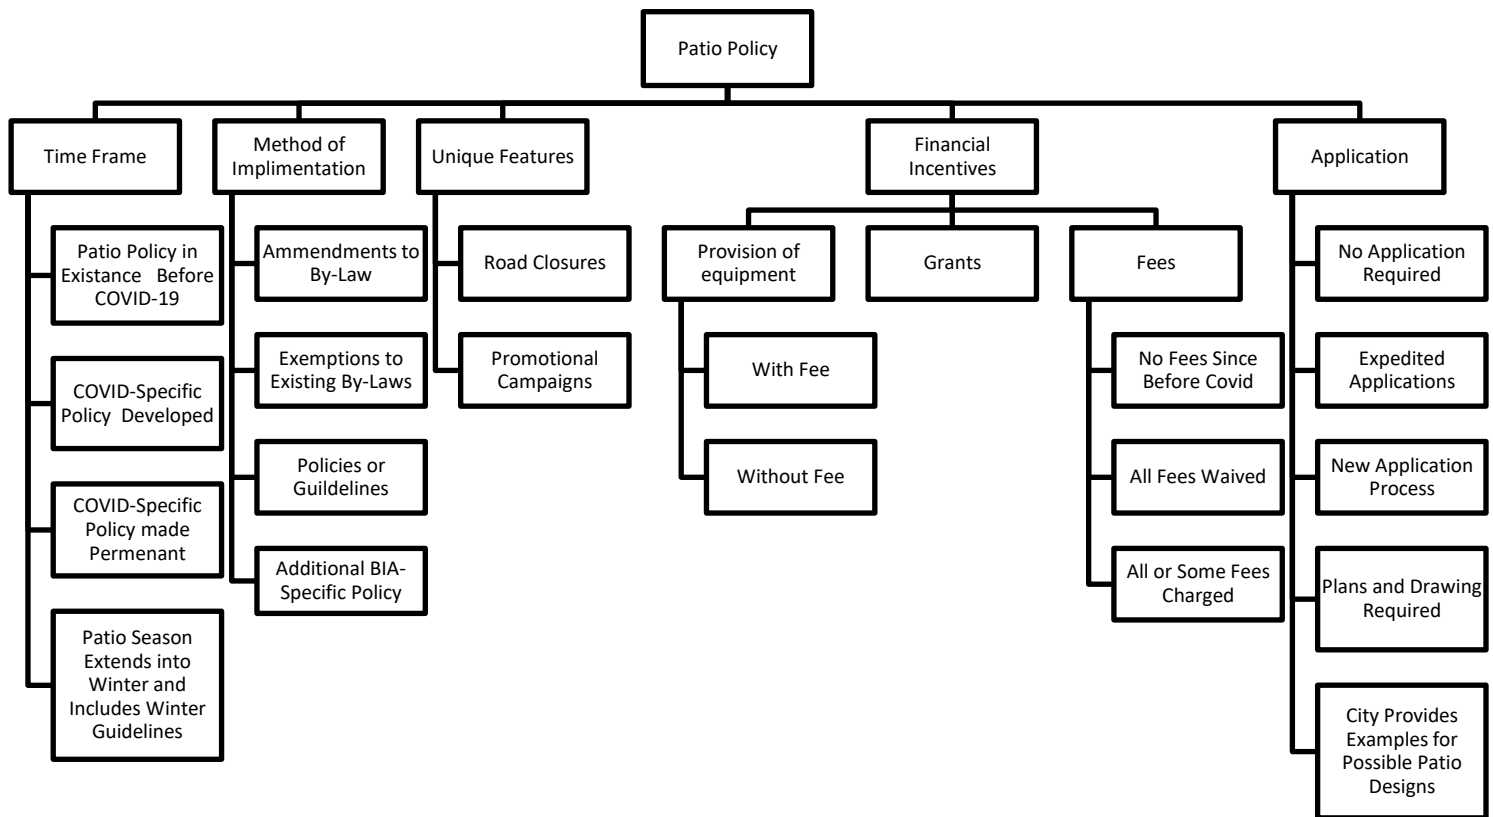 Patio Policy
Time Frame
Method of
Implimentation
Unique Features
Financial
Incentives
Application
Patio Policy in
Existance Before
COVID-19
COVID-Specific
Policy Developed
COVID-Specific
Policy made
Permenant
Patio Season
Extends into
Winter and
Includes Winter
Guidelines
Ammendments to
By-Law
Exemptions to
Existing By-Laws
Policies or
Guildelines
Additional BIA-
Specific Policy
Road Closures
Promotional
Campaigns
Provision of
equipment
With Fee
Without Fee
Grants
Fees
No Fees Since
Before Covid
All Fees Waived
All or Some Fees
Charged
No Application
Required
Expedited
Applications
New Application
Process
Plans and Drawing
Required
City Provides
Examples for
Possible Patio
Designs